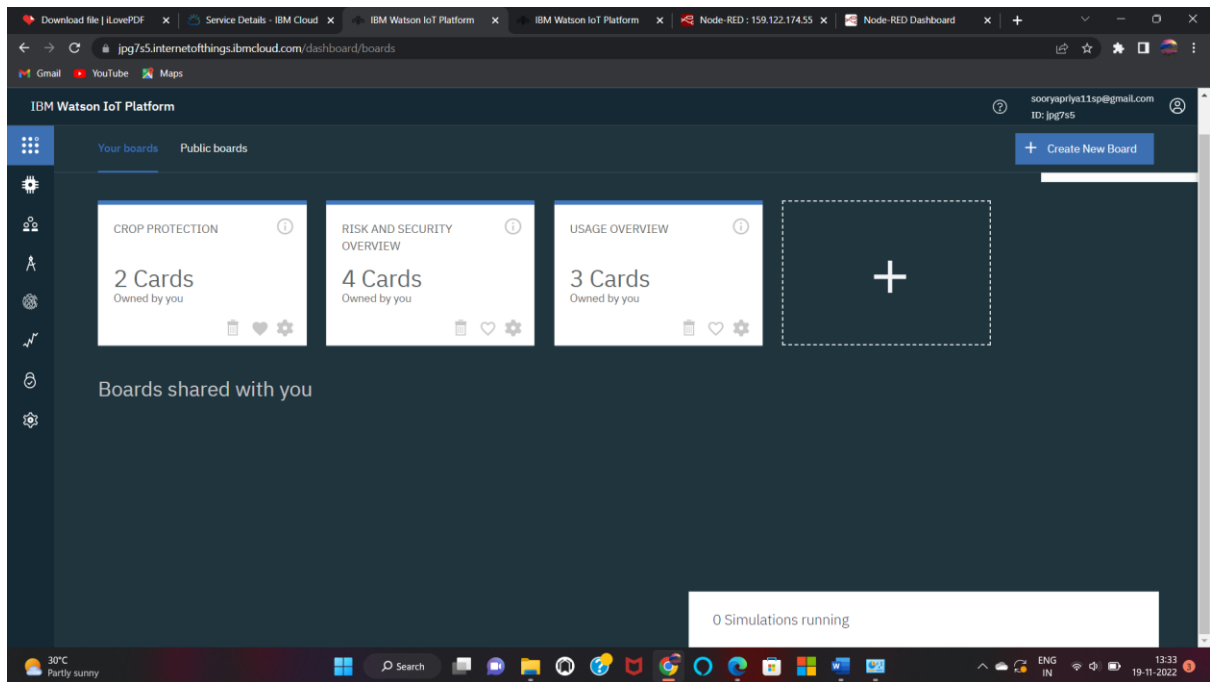 Download file | iLovePDF
Service Details - IBM Cloud
IBM Watson IoT Platform
IBM Watson IoT Platform
Node-RED : 159.122.174.55
Node-RED Dashboard
jpg7s5.internetofthings.ibmcloud.com/dashboard/boards
Gmail
YouTube
Maps
IBM Watson IoT Platform
sooryapriya11sp@gmail.com
ID: jpg7s5
Your boards
Public boards
+ Create New Board
CROP PROTECTION
2 Cards
Owned by you
RISK AND SECURITY
OVERVIEW
4 Cards
Owned by you
USAGE OVERVIEW
3 Cards
Owned by you
Boards shared with you
0 Simulations running
30°C
Partly sunny
Search
ENG
IN
13:33
19-11-2022
3